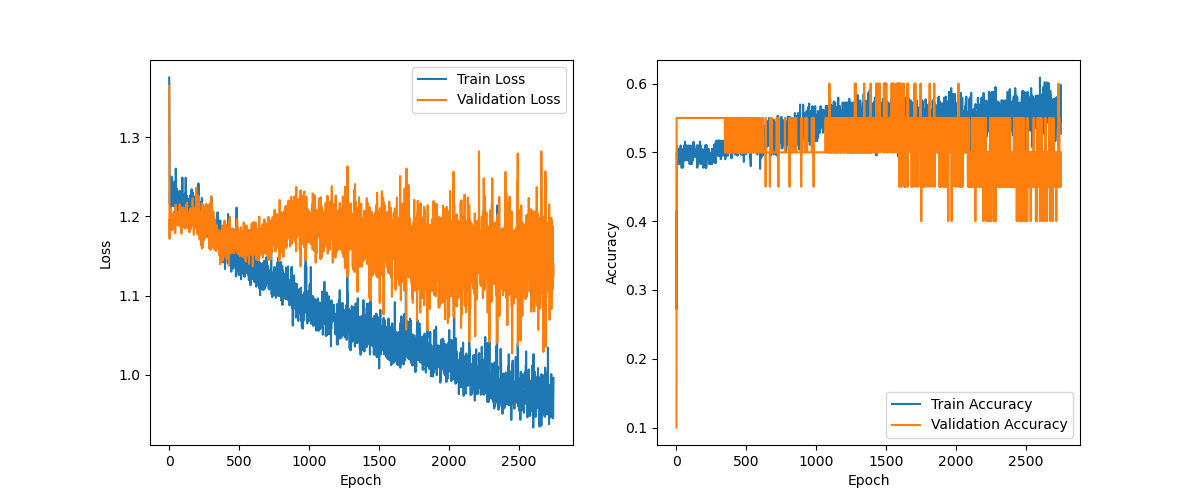 Train Loss
Validation Loss
Loss
1.3
1.2
1.1
1.0
0 500 1000 1500 2000 2500
Epoch
Accuracy
0.6
0.5
0.4
0.3
0.2
0.1
Train Accuracy
Validation Accuracy
0 500 1000 1500 2000 2500
Epoch